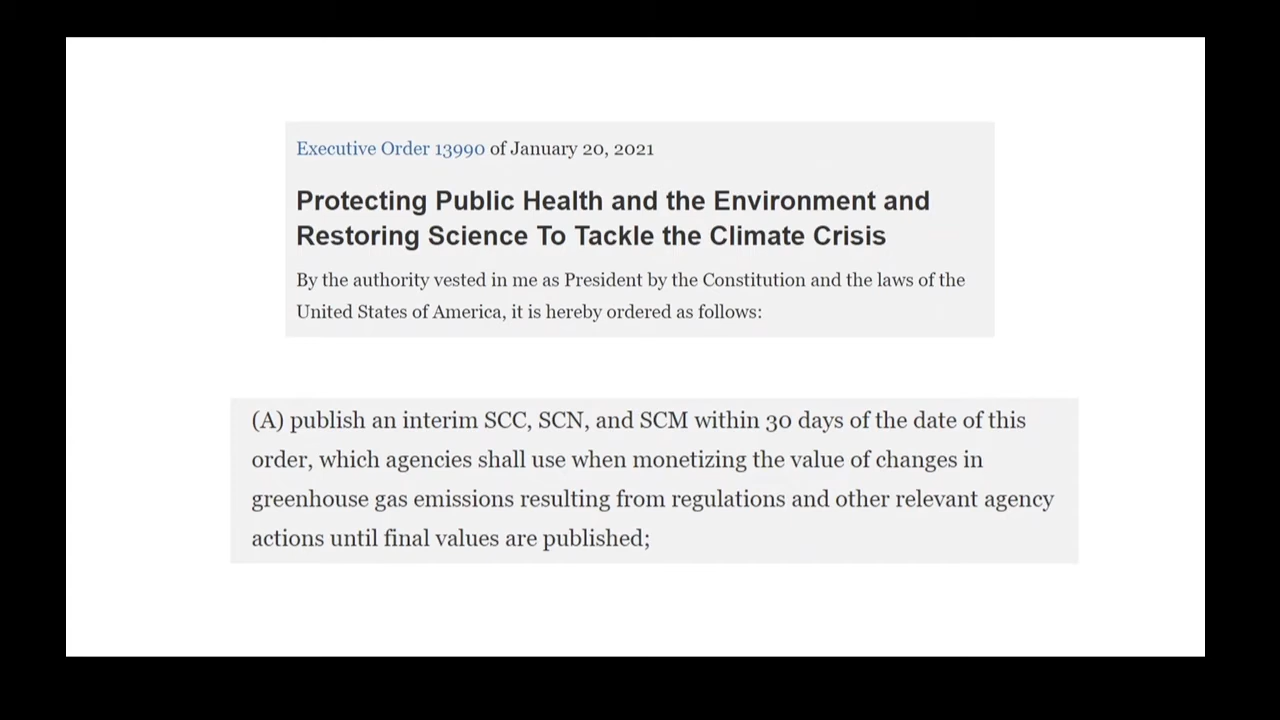 Executive Order 13990 of January 20, 2021
Protecting Public Health and the Environment and
Restoring Science To Tackle the Climate Crisis
By the authority vested in me as President by the Constitution and the laws of the
United States of America, it is hereby ordered as follows:
(A) publish an interim SCC, SCN, and SCM within 30 days of the date of this
order, which agencies shall use when monetizing the value of changes in
greenhouse gas emissions resulting from regulations and other relevant agency
actions until final values are published;